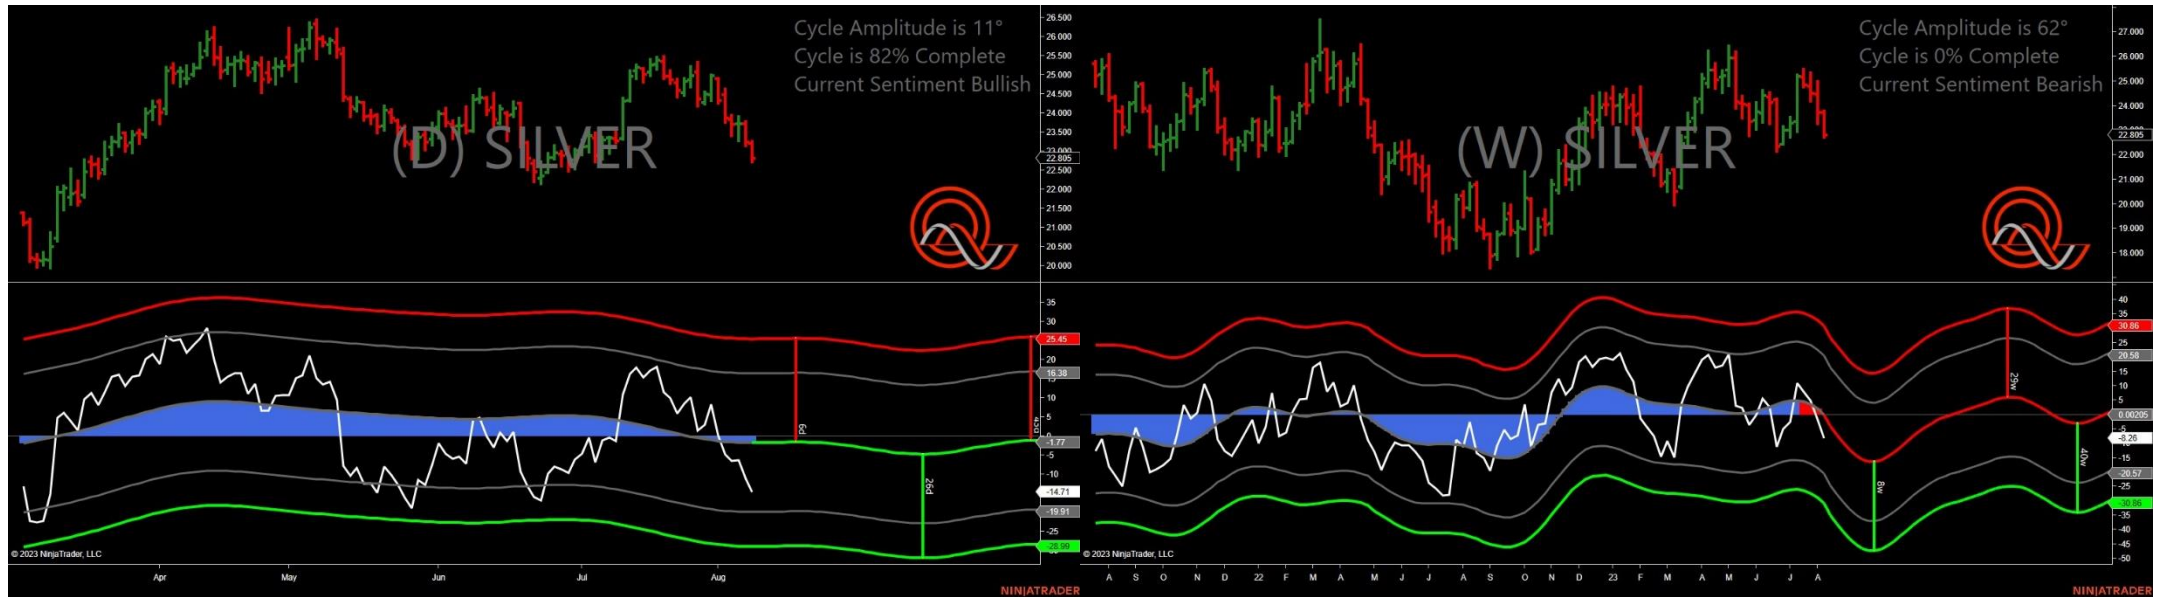 Cycle Amplitude is 11°
Cycle is 82% Complete
Current Sentiment Bullish
(D) SILVER
26.500
26.000
25.500
25.000
24.500
24.000
23.500
23.000
22.805
22.500
22.000
21.500
21.000
20.500
20.000
35
30
25.45
20
16.38
10
5
-1.77
-5
-10
-14.71
-19.91
-25
-28.99
6d
26d
© 2023 NinjaTrader, LLC
Apr
May
Jun
Jul
Aug
NINJATRADER
Cycle Amplitude is 62°
Cycle is 0% Complete
Current Sentiment Bearish
(W) SILVER
27.000
26.000
25.000
24.000
22.805
22.000
21.000
20.000
19.000
18.000
40
35
30.86
25
20.58
15
10
5
0.00205
-5
-8.26
-15
-20.57
-25
-30.86
-35
-40
-45
-50
8w
29w
40w
© 2023 NinjaTrader, LLC
A S O N D 22 F M A M J J A S O N D 23 F M A M J J A
NINJATRADER